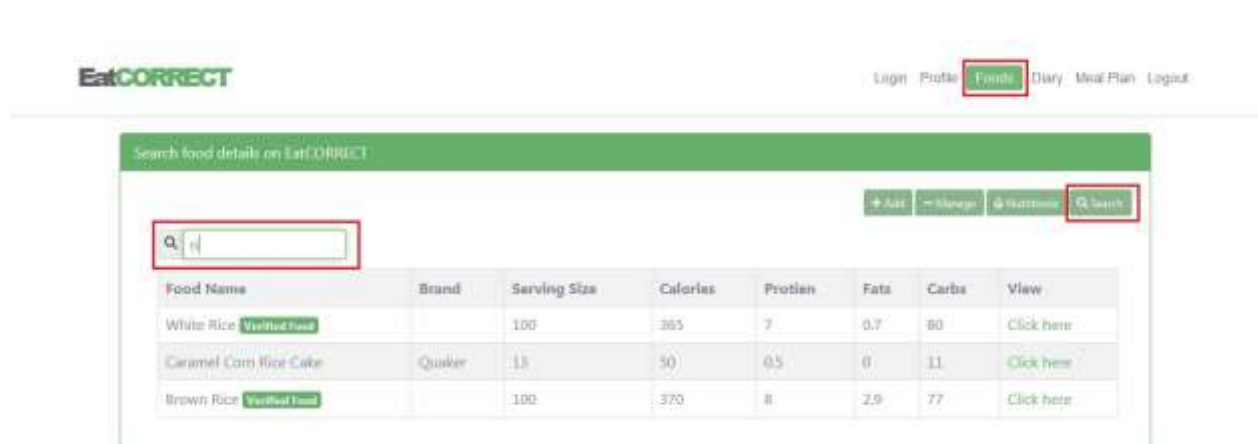 EatCORRECT
Login Profile Foods Diary Meal Plan Logout
Search food details on EatCORRECT
+ Add − Manage Nutritions Search
ri
Food Name Brand Serving Size Calories Protien Fats Carbs View
White Rice Verified Food 100 365 7 0.7 80 Click here
Caramel Corn Rice Cake Quaker 13 50 0.5 0 11 Click here
Brown Rice Verified Food 100 370 8 2.9 77 Click here